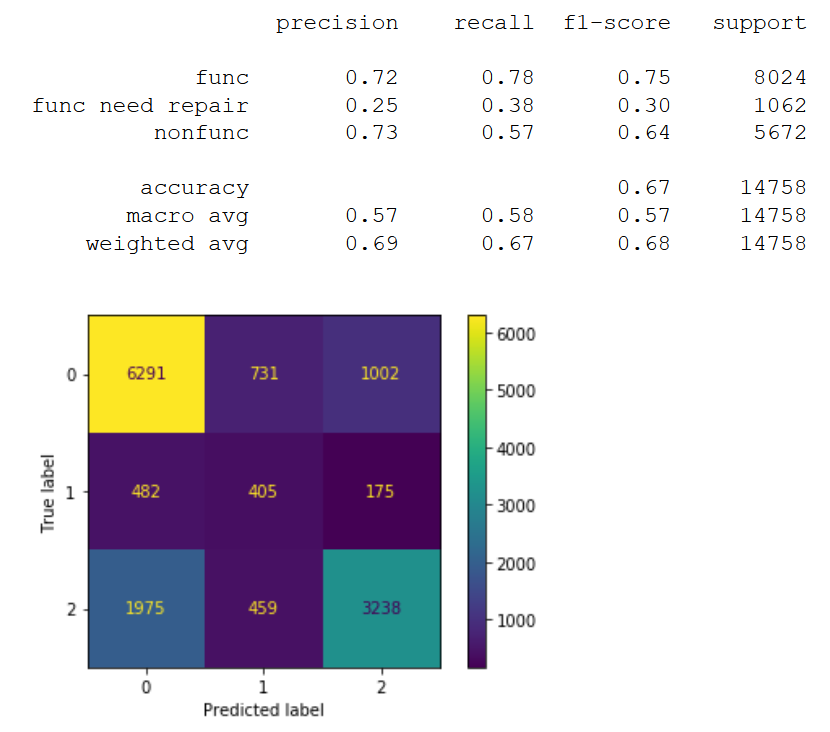 precision recall f1-score support
func 0.72 0.78 0.75 8024
func need repair 0.25 0.38 0.30 1062
nonfunc 0.73 0.57 0.64 5672
accuracy 0.67 14758
macro avg 0.57 0.58 0.57 14758
weighted avg 0.69 0.67 0.68 14758
6000
5000
4000
3000
2000
1000
0 6291 731 1002
1 482 405 175
2 1975 459 3238
True label
0 1 2
Predicted label